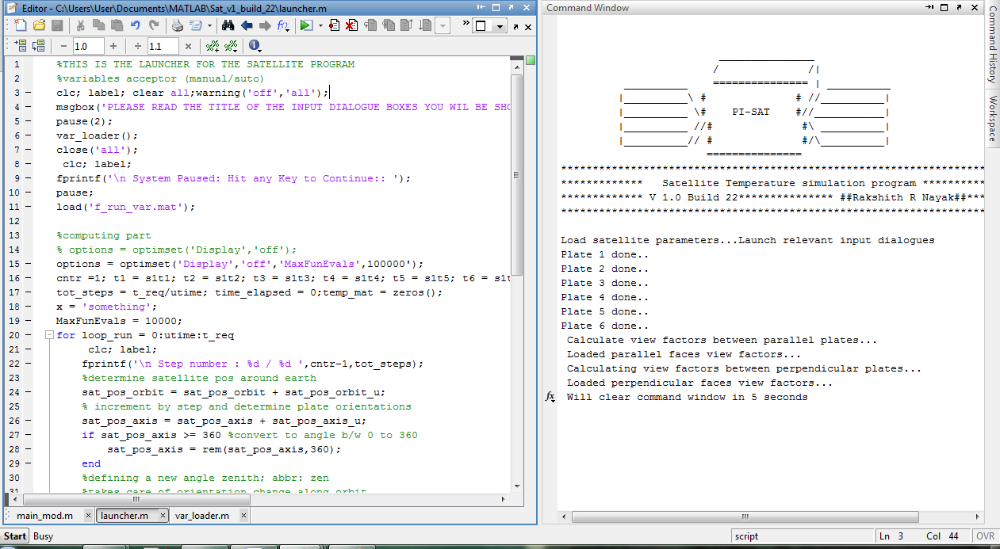 Editor - C:\Users\User\Documents\MATLAB\Sat_v1_build_22\launcher.m
1.0
1.1
1 %THIS IS THE LAUNCHER FOR THE SATELLITE PROGRAM
2 %variables acceptor (manual/auto)
3 clc; label; clear all;warning('off','all');
4 msgbox('PLEASE READ THE TITLE OF THE INPUT DIALOGUE BOXES YOU WIL BE SHO
5 pause(2);
6 var_loader();
7 close('all');
8 clc; label;
9 fprintf('\n System Paused: Hit any Key to Continue:: ');
10 pause;
11 load('f_run_var.mat');
12
13 %computing part
14 % options = optimset('Display','off');
15 options = optimset('Display','off','MaxFunEvals',100000');
16 cntr =1; t1 = s1t1; t2 = s1t2; t3 = s1t3; t4 = s1t4; t5 = s1t5; t6 = s1t
17 tot_steps = t_req/utime; time_elapsed = 0;temp_mat = zeros();
18 x = 'something';
19 MaxFunEvals = 10000;
20 for loop_run = 0:utime:t_req
21 clc; label;
22 fprintf('\n Step number : %d / %d ',cntr-1,tot_steps);
23 %determine satellite pos around earth
24 sat_pos_orbit = sat_pos_orbit + sat_pos_orbit_u;
25 % increment by step and determine plate orientations
26 sat_pos_axis = sat_pos_axis + sat_pos_axis_u;
27 if sat_pos_axis >= 360 %convert to angle b/w 0 to 360
28 sat_pos_axis = rem(sat_pos_axis,360);
29 end
30 %defining a new angle zenith; abbr: zen
31 %takes care of orientation change along orbit
main_mod.m launcher.m var_loader.m
Start Busy
Command Window
PI-SAT
*******************************************************************
************* Satellite Temperature simulation program **********
************* V 1.0 Build 22*************** ##Rakshith R Nayak##***
*******************************************************************
Load satellite parameters...Launch relevant input dialogues
Plate 1 done..
Plate 2 done..
Plate 3 done..
Plate 4 done..
Plate 5 done..
Plate 6 done..
Calculate view factors between parallel plates...
Loaded parallel faces view factors...
Calculating view factors between perpendicular plates...
Loaded perpendicular faces view factors...
fx Will clear command window in 5 seconds
Command History
Workspace
script Ln 3 Col 44 OVR